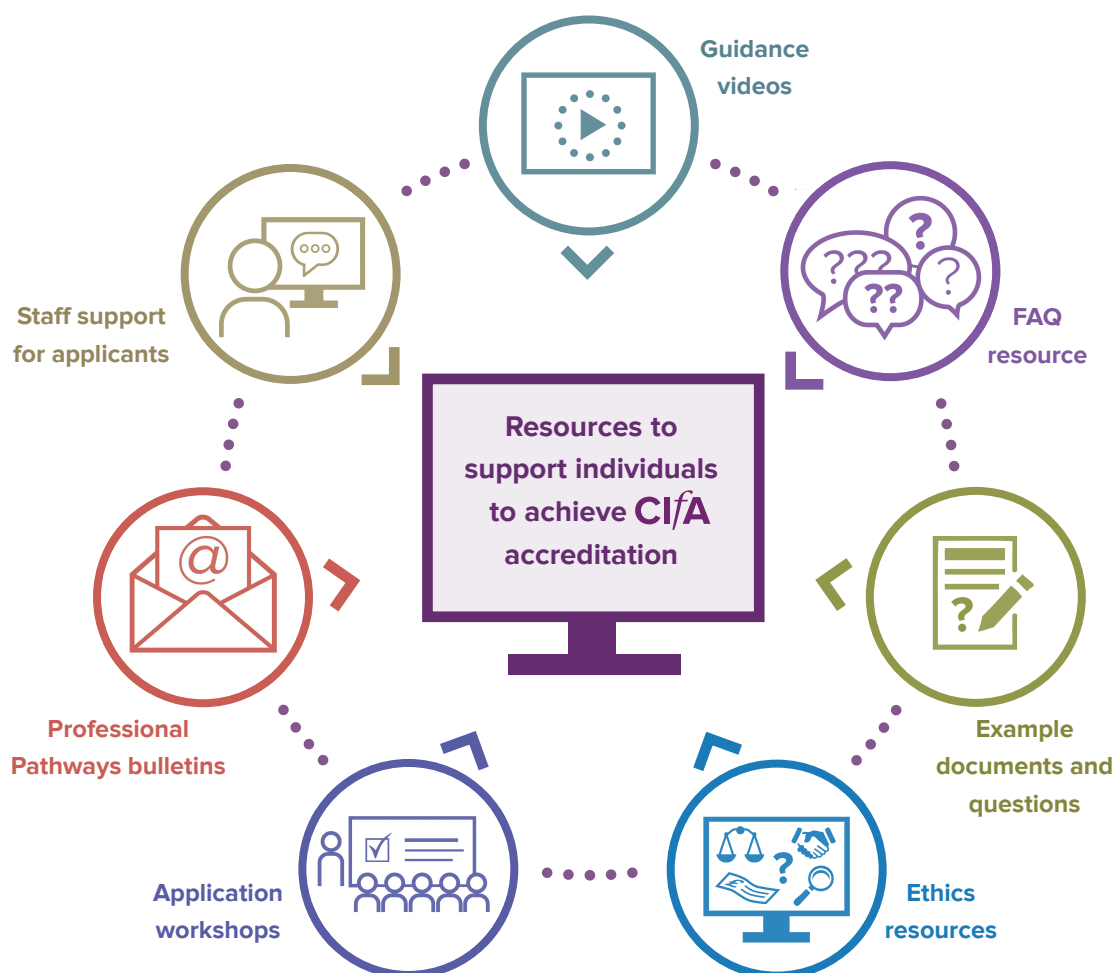 Guidance
videos
FAQ
resource
Example
documents and
questions
Ethics
resources
Application
workshops
Professional
Pathways bulletins
Staff support
for applicants
Resources to
support individuals
to achieve CIfA
accreditation
?
???
??
?
@
?
?